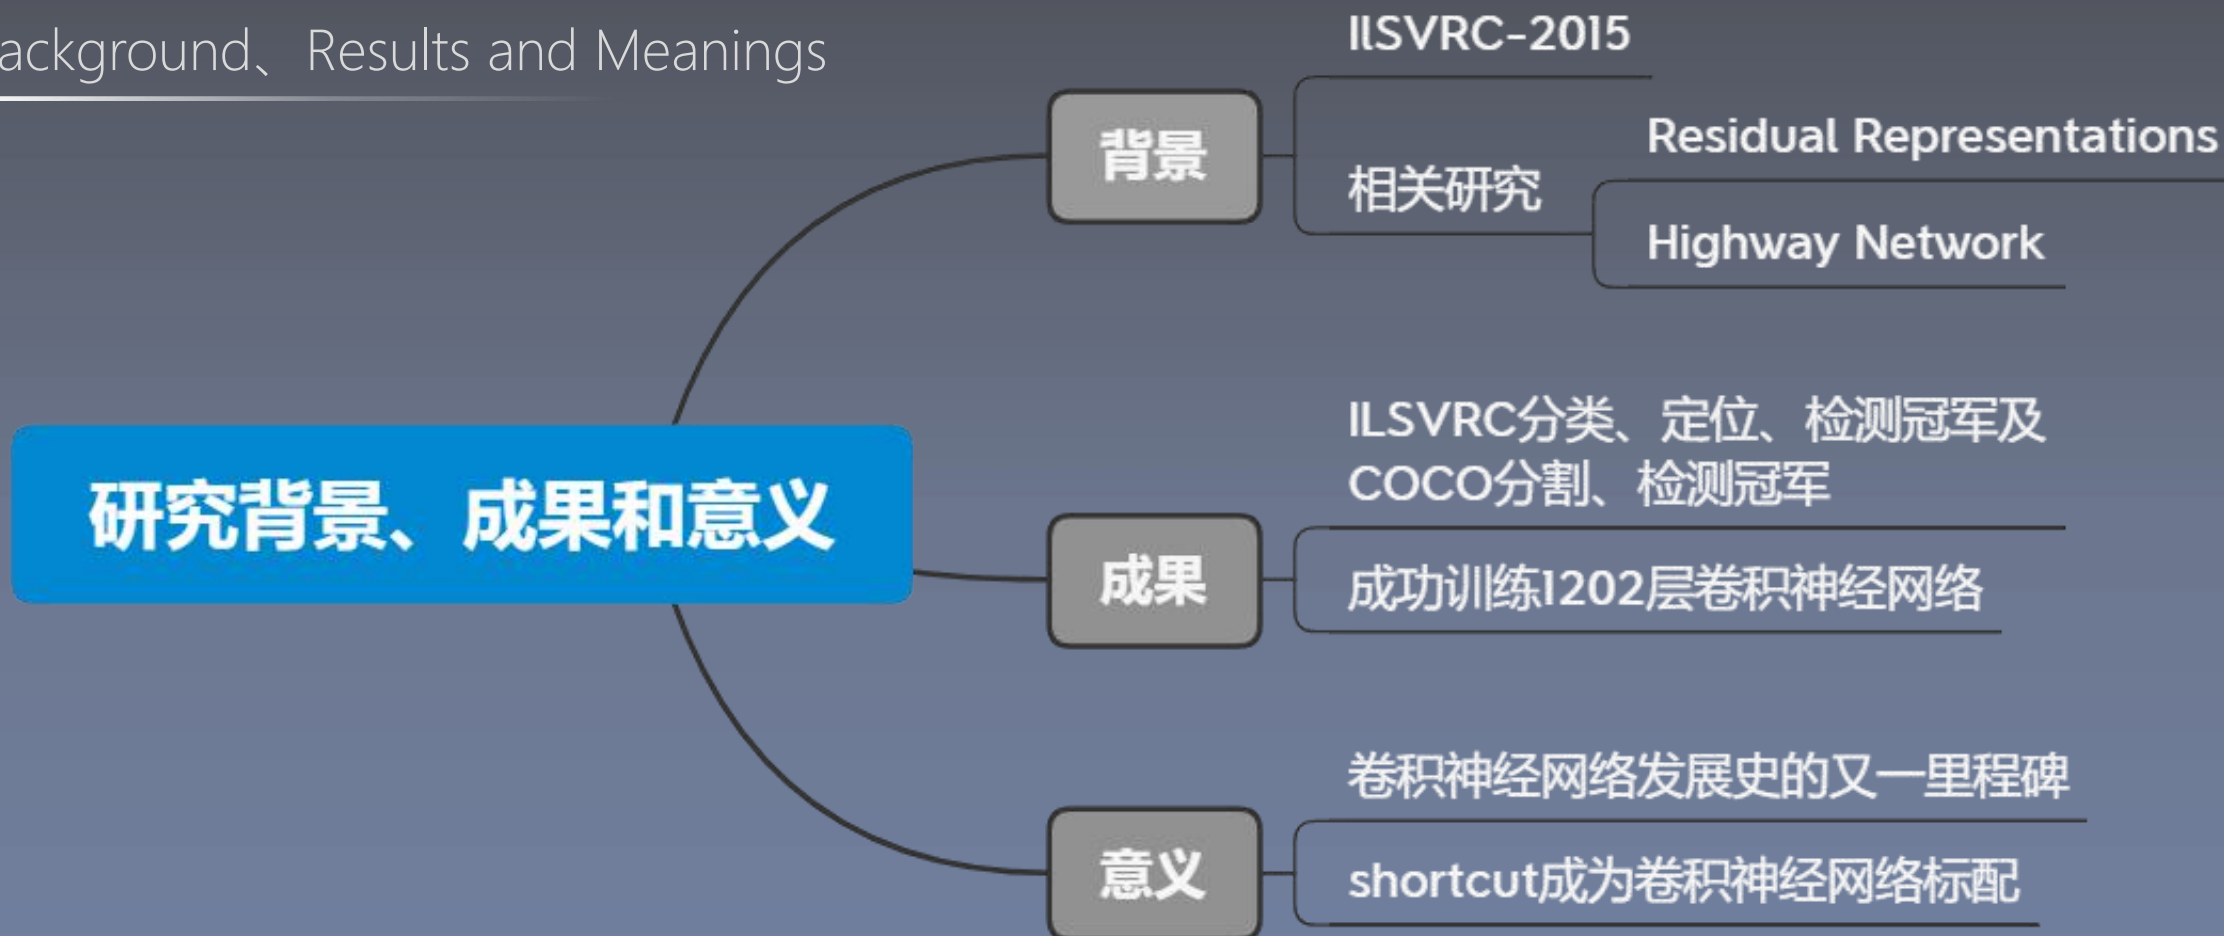 ackground、Results and Meanings
IlSVRC-2015
背景
Residual Representations
相关研究
Highway Network
研究背景、成果和意义
ILSVRC分类、定位、检测冠军及
COCO分割、检测冠军
成果
成功训练1202层卷积神经网络
卷积神经网络发展史的又一里程碑
意义
shortcut成为卷积神经网络标配